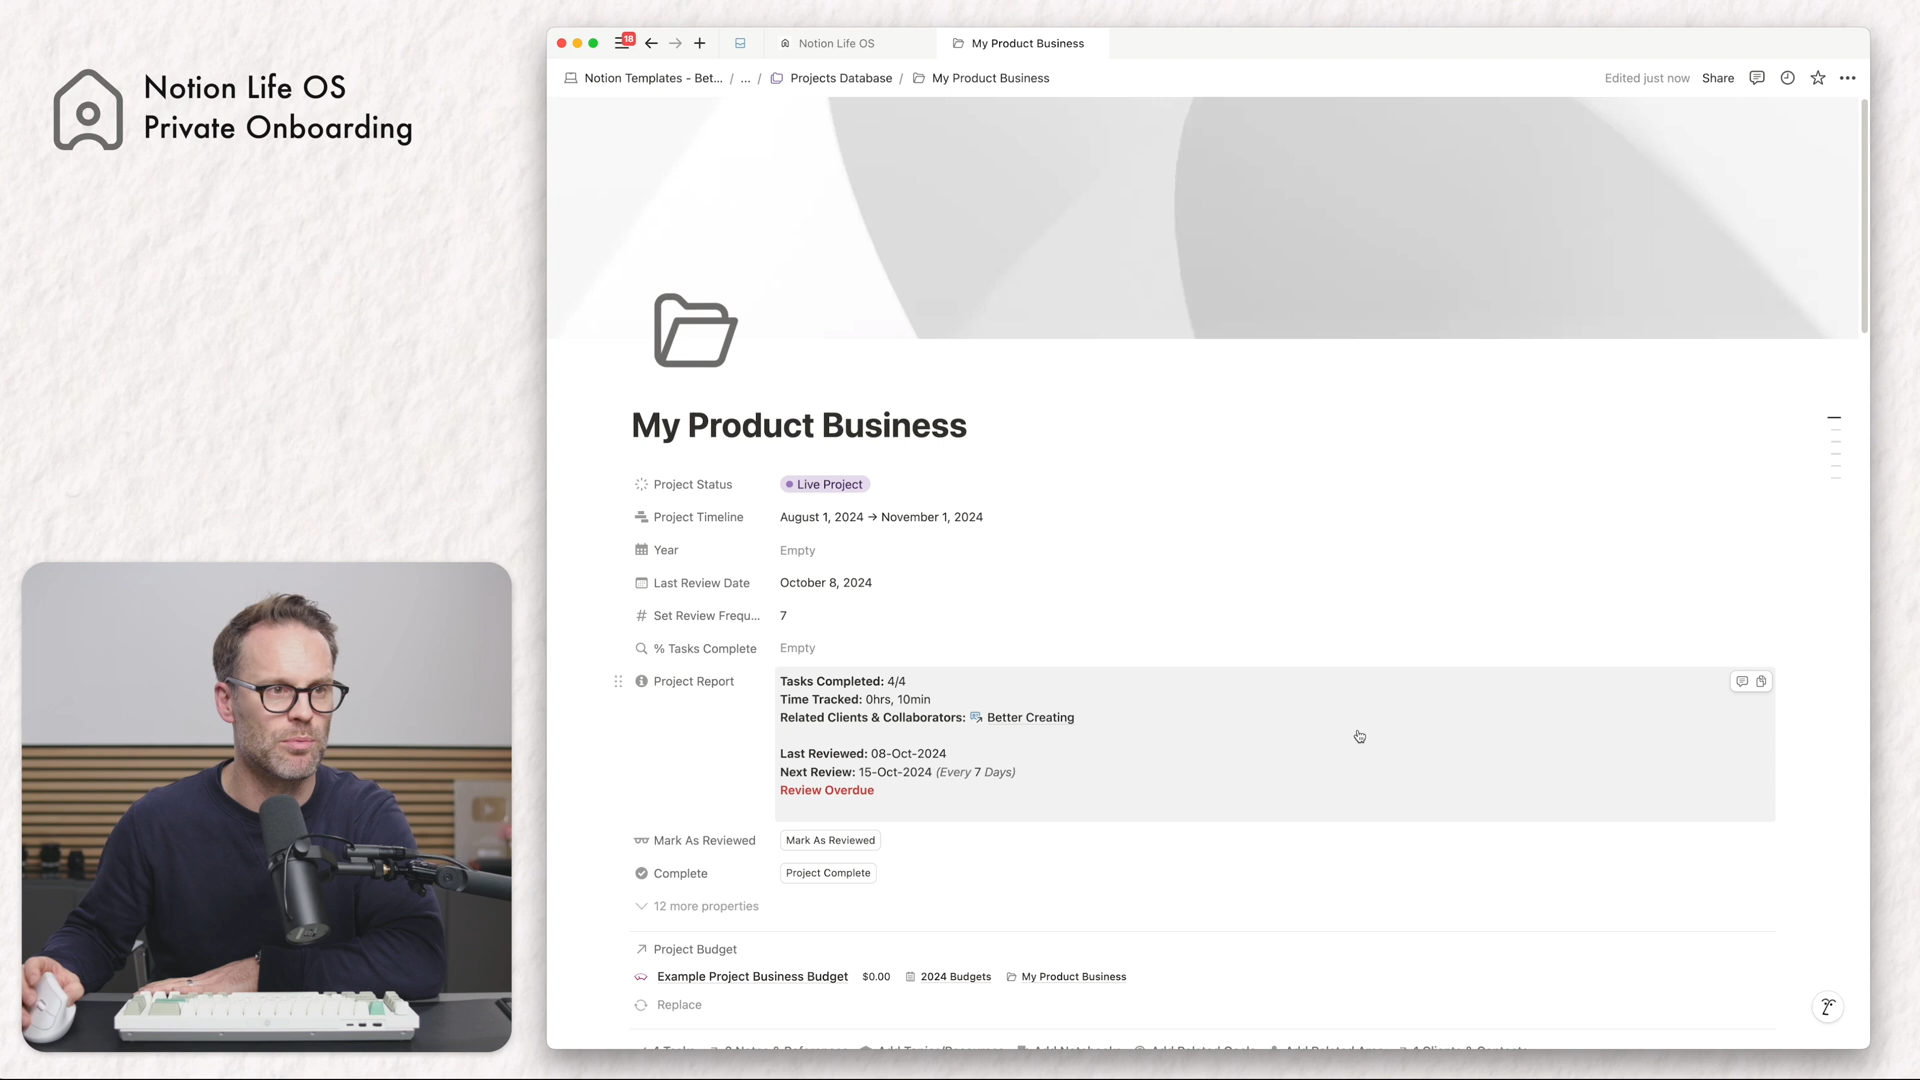 Notion Life OS
Private Onboarding
18
Notion Life OS
My Product Business
Notion Templates - Bet... / ... / Projects Database / My Product Business
Edited just now Share
My Product Business
Project Status Live Project
Project Timeline August 1, 2024 → November 1, 2024
Year Empty
Last Review Date October 8, 2024
Set Review Frequ... 7
% Tasks Complete Empty
Project Report
Tasks Completed: 4/4
Time Tracked: 0hrs, 10min
Related Clients & Collaborators: Better Creating
Last Reviewed: 08-Oct-2024
Next Review: 15-Oct-2024 (Every 7 Days)
Review Overdue
Mark As Reviewed Mark As Reviewed
Complete Project Complete
12 more properties
Project Budget
Example Project Business Budget $0.00 2024 Budgets My Product Business
Replace